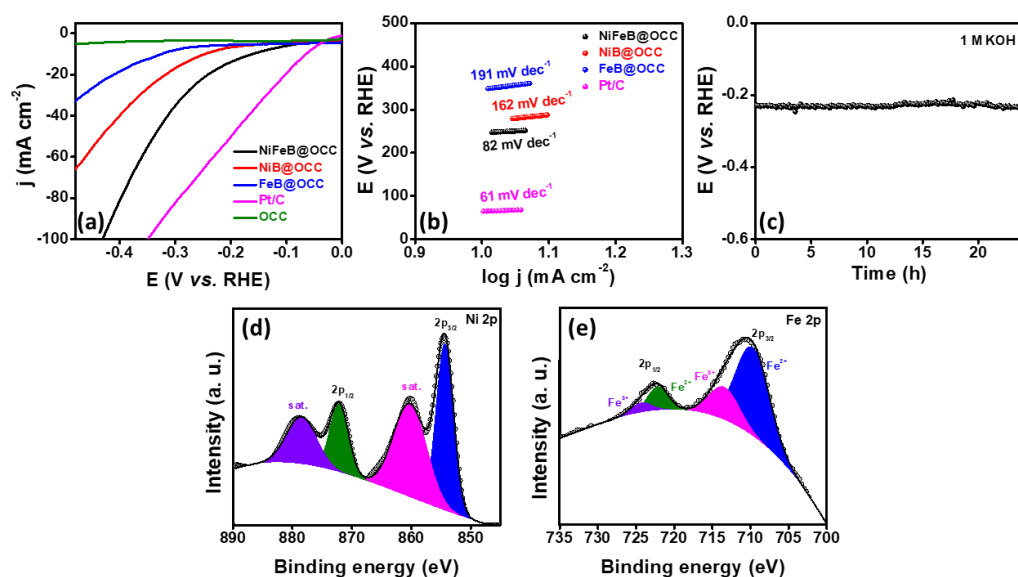 (a)
j (mA cm⁻²)
0
-20
-40
-60
-80
-100
-0.4
-0.3
-0.2
-0.1
0.0
E (V vs. RHE)
NiFeB@OCC
NiB@OCC
FeB@OCC
Pt/C
OCC
(b)
E (V vs. RHE)
500
400
300
200
100
0
0.9
1.0
1.1
1.2
1.3
log j (mA cm⁻²)
NiFeB@OCC
NiB@OCC
FeB@OCC
Pt/C
191 mV dec⁻¹
162 mV dec⁻¹
82 mV dec⁻¹
61 mV dec⁻¹
(c)
1 M KOH
E (V vs. RHE)
-0.0
-0.2
-0.4
-0.6
0
5
10
15
20
Time (h)
(d)
Ni 2p
Intensity (a. u.)
sat.
2p1/2
sat.
2p3/2
890
880
870
860
850
Binding energy (eV)
(e)
Fe 2p
Intensity (a. u.)
2p1/2
Fe³⁺
Fe²⁺
Fe³⁺
2p3/2
Fe²⁺
735
730
725
720
715
710
705
700
Binding energy (eV)